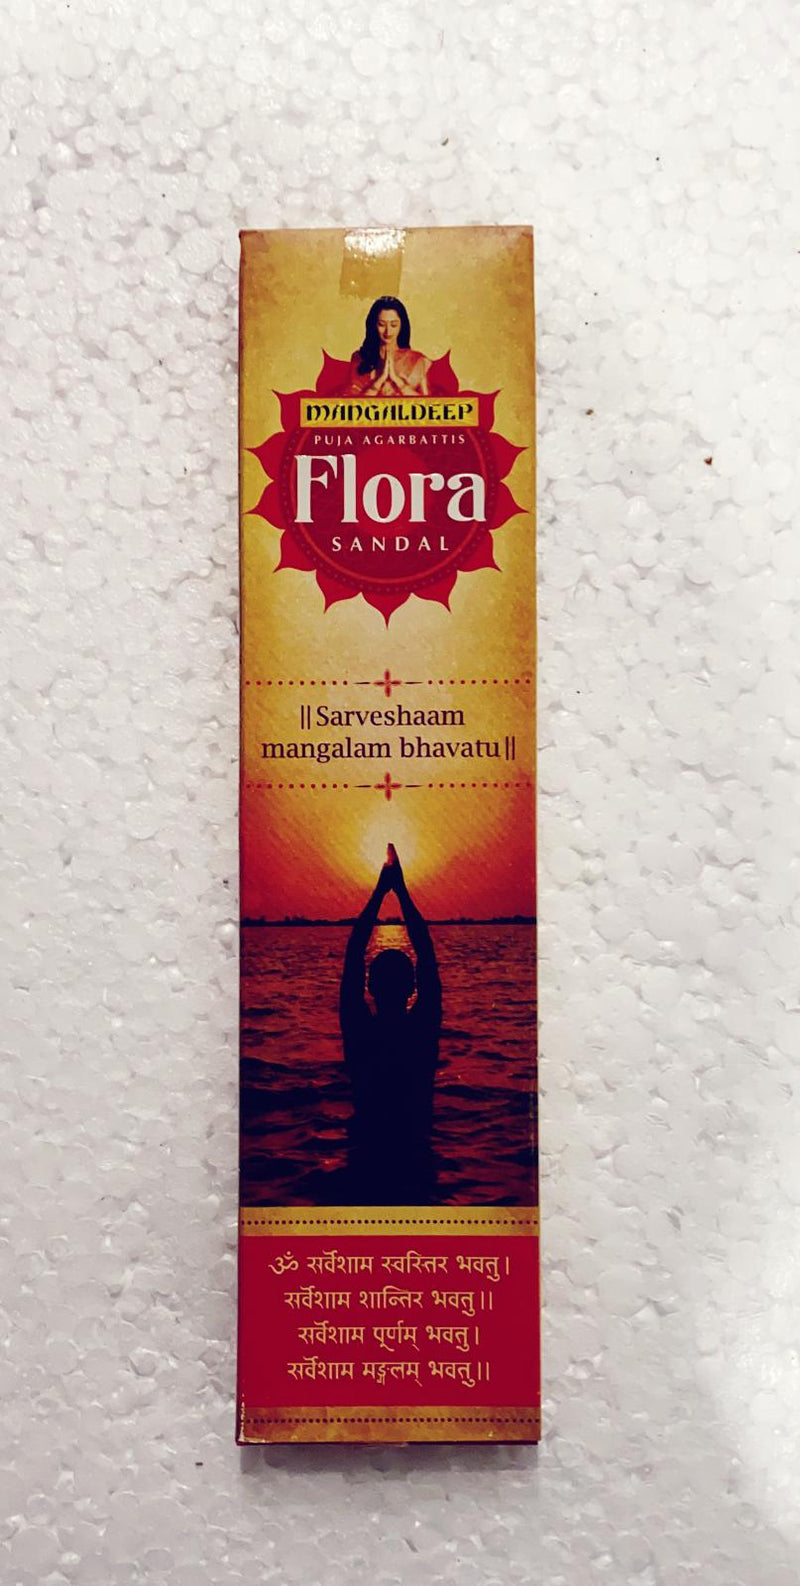 MANGALDEEP
PUJA AGARBATTIS
Flora
SANDAL
||Sarveshaam
mangalam bhavatu||
ॐ सर्वेशाम स्वस्तिर भवतु।
सर्वेशाम शान्तिर भवतु।।
सर्वेशाम पूर्णम् भवतु।
सर्वेशाम मङ्गलम् भवतु।।